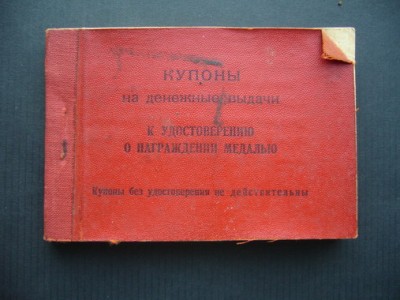 КУПОНЫ
на денежные выдачи
К УДОСТОВЕРЕНИЮ
О НАГРАЖДЕНИИ МЕДАЛЬЮ
Купоны без удостоверения не действительны